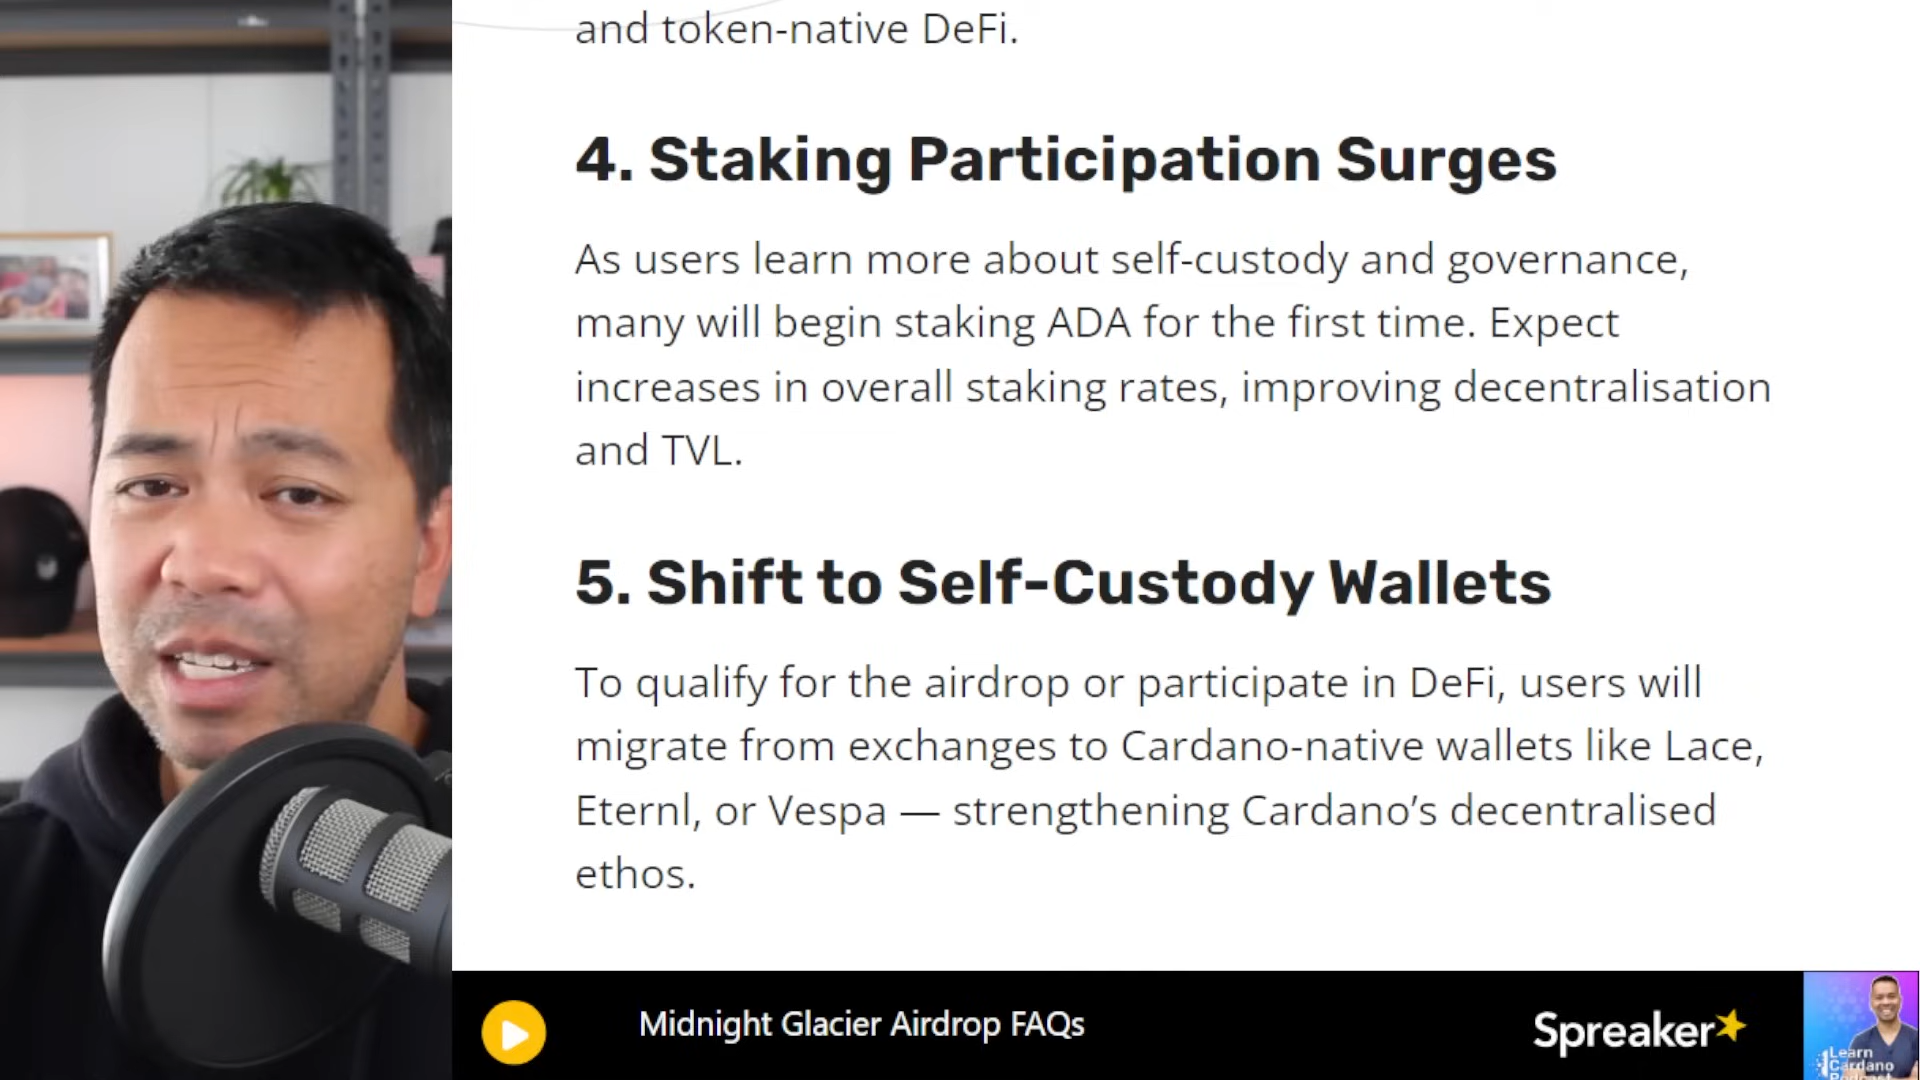 and token-native DeFi.
4. Staking Participation Surges
As users learn more about self-custody and governance,
many will begin staking ADA for the first time. Expect
increases in overall staking rates, improving decentralisation
and TVL.
5. Shift to Self-Custody Wallets
To qualify for the airdrop or participate in DeFi, users will
migrate from exchanges to Cardano-native wallets like Lace,
Eternl, or Vespa — strengthening Cardano’s decentralised
ethos.
Midnight Glacier Airdrop FAQs
Spreaker
Learn
Cardano
Podcast